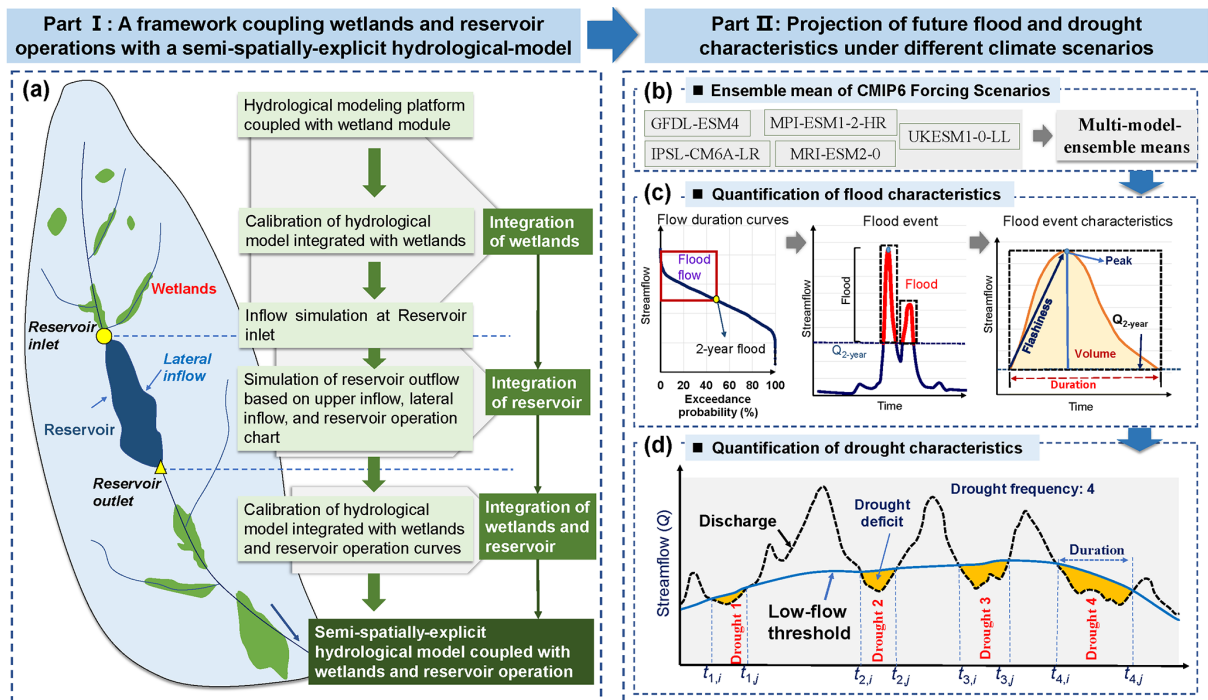 Part Ⅰ: A framework coupling wetlands and reservoir
operations with a semi-spatially-explicit hydrological-model
Part Ⅱ: Projection of future flood and drought
characteristics under different climate scenarios
(a)
Hydrological modeling platform
coupled with wetland module
Calibration of hydrological
model integrated with wetlands
Integration
of wetlands
Wetlands
Reservoir
inlet
Inflow simulation at Reservoir
inlet
Lateral
inflow
Simulation of reservoir outflow
based on upper inflow, lateral
inflow, and reservoir operation
chart
Integration
of reservoir
Reservoir
Reservoir
outlet
Calibration of hydrological
model integrated with wetlands
and reservoir operation curves
Integration of
wetlands and
reservoir
Semi-spatially-explicit
hydrological model coupled with
wetlands and reservoir operation
(b)
■ Ensemble mean of CMIP6 Forcing Scenarios
GFDL-ESM4
MPI-ESM1-2-HR
UKESM1-0-LL
IPSL-CM6A-LR
MRI-ESM2-0
Multi-model-
ensemble means
(c)
■ Quantification of flood characteristics
Flow duration curves
Streamflow
Flood
flow
2-year flood
0 20 40 60 80 100
Exceedance
probability (%)
Flood event
Streamflow
Flood
Flood
Q2-year
Time
Flood event characteristics
Streamflow
Peak
Flashiness
Q2-year
Volume
Duration
Time
(d)
■ Quantification of drought characteristics
Streamflow (Q)
Discharge
Drought
deficit
Drought frequency: 4
Duration
Low-flow
threshold
Drought 1
Drought 2
Drought 3
Drought 4
t1,i t1,j t2,i t2,j t3,i t3,j t4,i t4,j